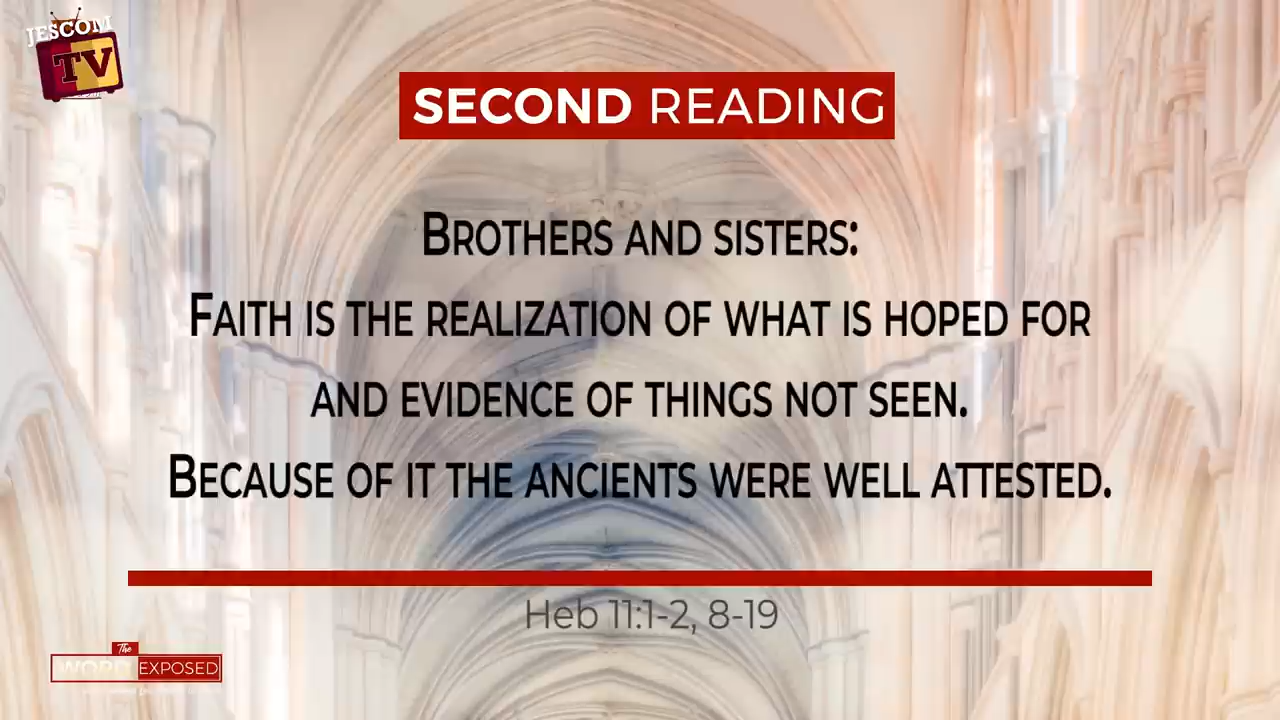 JESCOM
TV
SECOND READING
BROTHERS AND SISTERS:
FAITH IS THE REALIZATION OF WHAT IS HOPED FOR
AND EVIDENCE OF THINGS NOT SEEN.
BECAUSE OF IT THE ANCIENTS WERE WELL ATTESTED.
Heb 11:1-2, 8-19
The
WORD EXPOSED